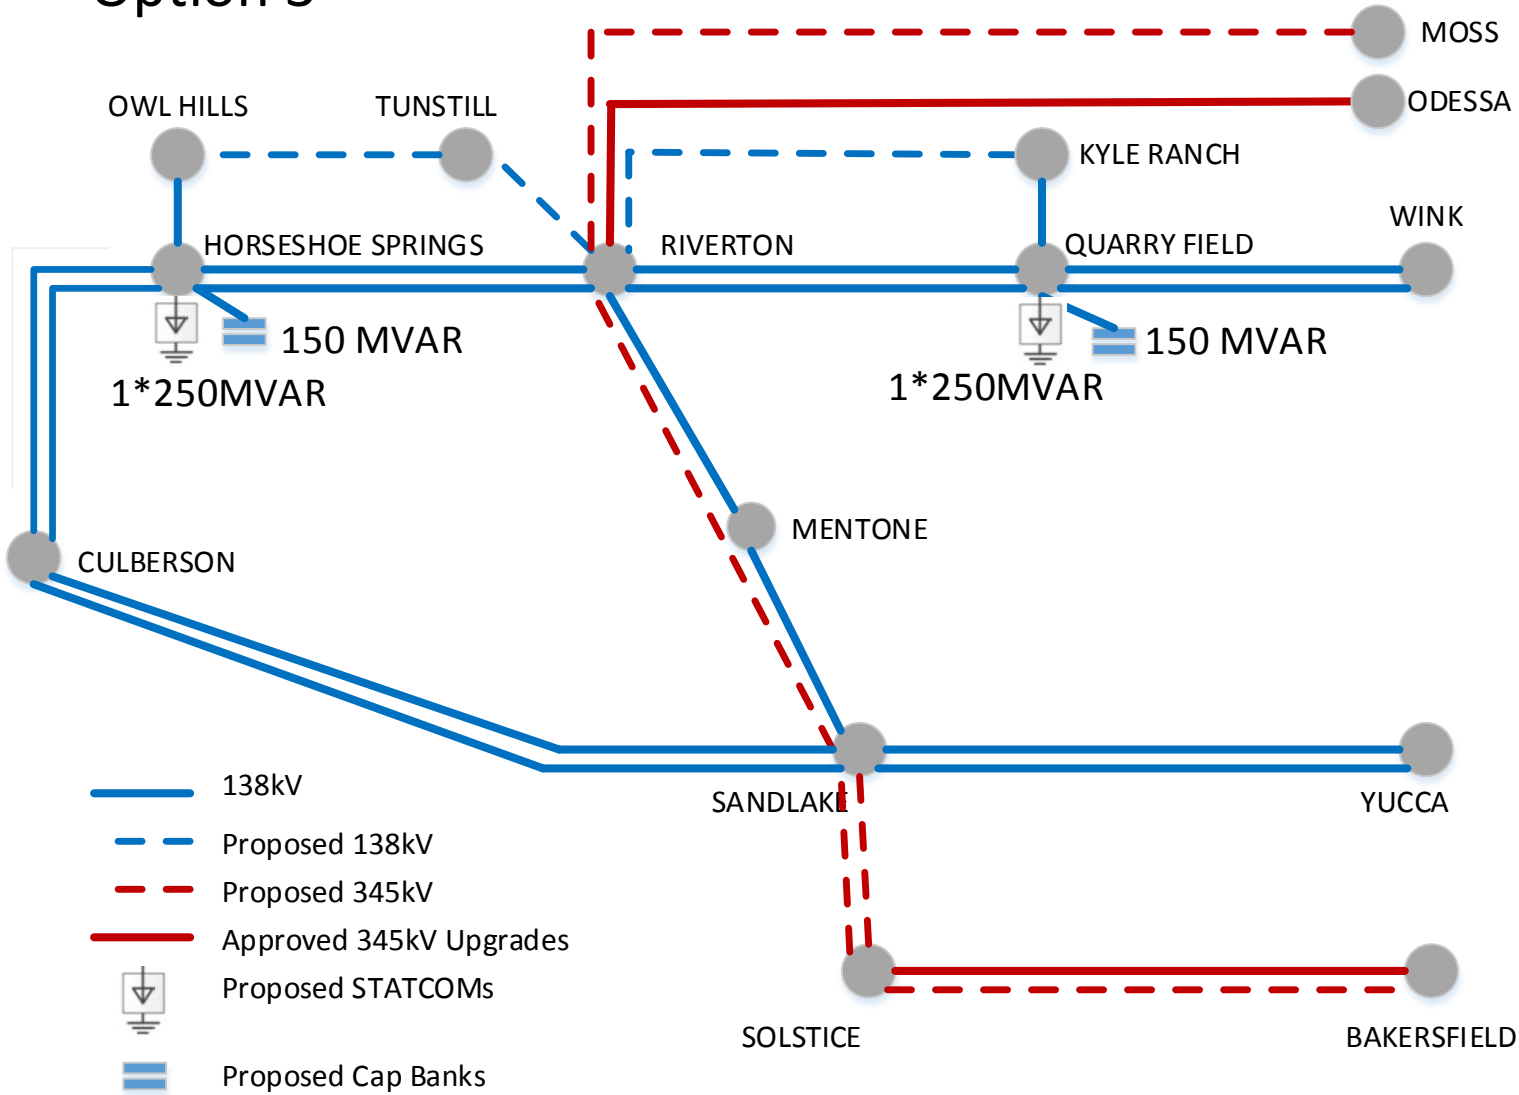 MOSS
ODESSA
OWL HILLS
TUNSTILL
KYLE RANCH
WINK
HORSESHOE SPRINGS
RIVERTON
QUARRY FIELD
150 MVAR
150 MVAR
1*250MVAR
1*250MVAR
MENTONE
CULBERSON
SANDLAKE
YUCCA
138kV
Proposed 138kV
Proposed 345kV
Approved 345kV Upgrades
Proposed STATCOMs
SOLSTICE
BAKERSFIELD
Proposed Cap Banks